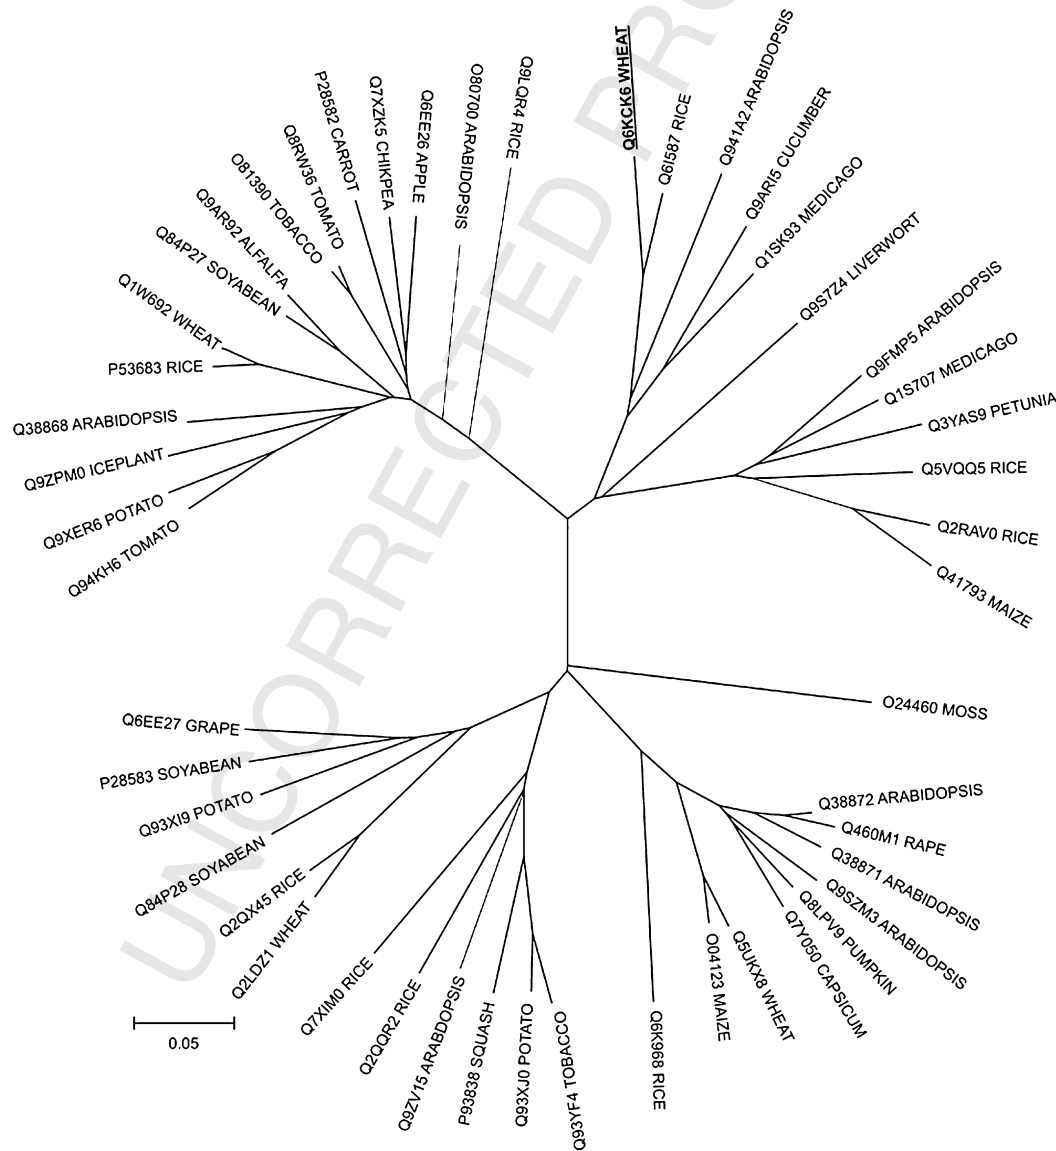 Q6KCK6 WHEAT
Q6I587 RICE
Q941A2 ARABIDOPSIS
Q9ARI5 CUCUMBER
Q1SK93 MEDICAGO
Q9S7Z4 LIVERWORT
Q9FMP5 ARABIDOPSIS
Q1S707 MEDICAGO
Q3YAS9 PETUNIA
Q5VQQ5 RICE
Q2RAV0 RICE
Q41793 MAIZE
O24460 MOSS
Q38872 ARABIDOPSIS
Q460M1 RAPE
Q38871 ARABIDOPSIS
Q9SZM3 ARABIDOPSIS
Q8LPV9 PUMPKIN
Q7Y050 CAPSICUM
Q5UKX8 WHEAT
O04123 MAIZE
Q6K968 RICE
Q93YF4 TOBACCO
Q93XJ0 POTATO
P93838 SQUASH
Q9ZV15 ARABDOPSIS
Q2QQR2 RICE
Q7XIM0 RICE
Q2LDZ1 WHEAT
Q2QX45 RICE
Q84P28 SOYABEAN
Q93XI9 POTATO
P28583 SOYABEAN
Q6EE27 GRAPE
Q94KH6 TOMATO
Q9XER6 POTATO
Q9ZPM0 ICEPLANT
Q38868 ARABIDOPSIS
P53683 RICE
Q1W692 WHEAT
Q84P27 SOYABEAN
Q9AR92 ALFALFA
O81390 TOBACCO
Q8RW36 TOMATO
P28582 CARROT
Q7XZK5 CHIKPEA
Q6EE26 APPLE
O80700 ARABIDOPSIS
Q9LQR4 RICE
0.05
UNCORRECTED PRO